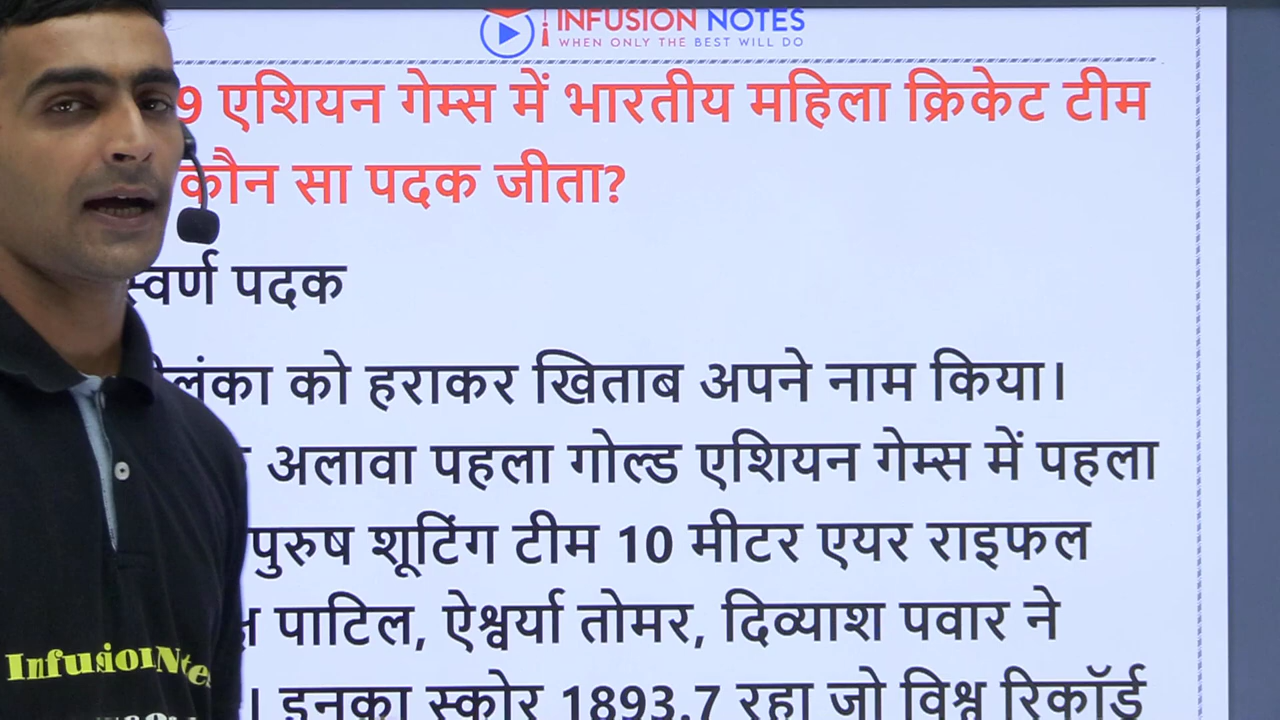 INFUSION NOTES
WHEN ONLY THE BEST WILL DO
9 एशियन गेम्स में भारतीय महिला क्रिकेट टीम
कौन सा पदक जीता?
स्वर्ण पदक
को हराकर खिताब अपने नाम किया।
अलावा पहला गोल्ड एशियन गेम्स में पहला
पुरुष शूटिंग टीम 10 मीटर एयर राइफल
पाटिल, ऐश्वर्या तोमर, दिव्याश पवार ने
। इनका स्कोर 1893.7 रहा जो विश्व रिकॉर्ड
InfusionNotes